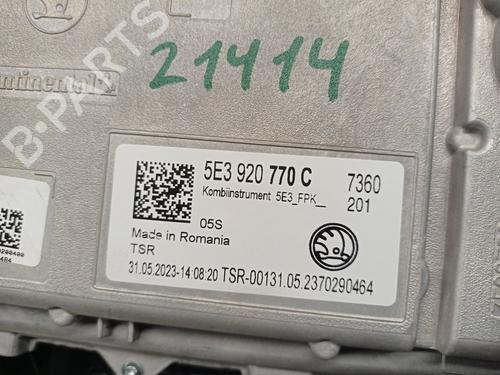 21414
Continental
B-PARTS
5E3 920 770 C
7360
Kombiinstrument 5E3_FPK__
201
05S
Made in Romania
TSR
31.05.2023-14:08:20 TSR-00131.05.2370290464